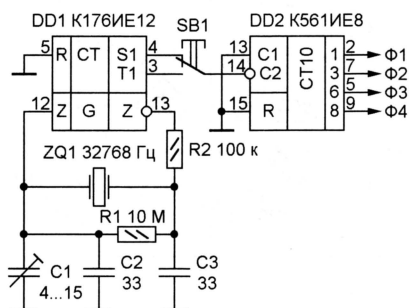 DD1 К176ИЕ12
SB1
DD2 К561ИЕ8
5 R CT S1 4
T1 3
13 C1 1 2 Ф1
14 C2 CT10 3 7 Ф2
6 5 Ф3
15 R 8 9 Ф4
12 Z G Z 13
ZQ1 32768 Гц
R2 100 к
R1 10 М
C1
4...15
C2
33
C3
33